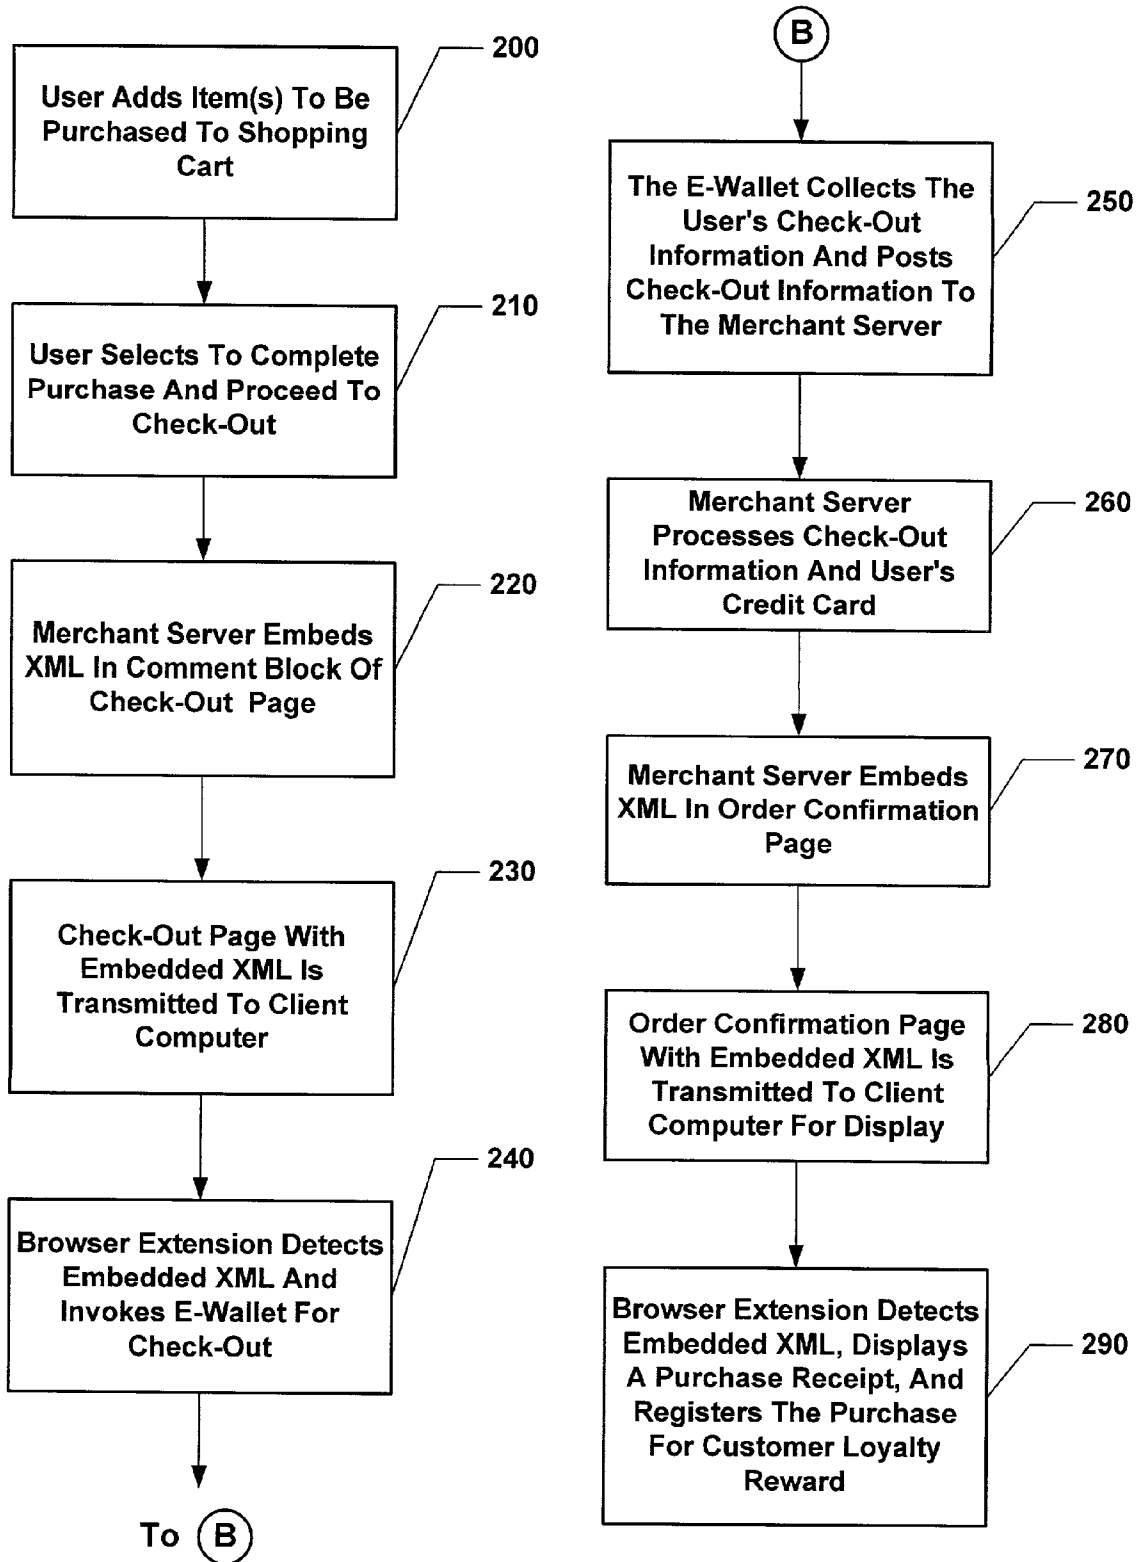 200
User Adds Item(s) To Be
Purchased To Shopping
Cart
210
User Selects To Complete
Purchase And Proceed To
Check-Out
220
Merchant Server Embeds
XML In Comment Block Of
Check-Out Page
230
Check-Out Page With
Embedded XML Is
Transmitted To Client
Computer
240
Browser Extension Detects
Embedded XML And
Invokes E-Wallet For
Check-Out
To B
B
250
The E-Wallet Collects The
User's Check-Out
Information And Posts
Check-Out Information To
The Merchant Server
260
Merchant Server
Processes Check-Out
Information And User's
Credit Card
270
Merchant Server Embeds
XML In Order Confirmation
Page
280
Order Confirmation Page
With Embedded XML Is
Transmitted To Client
Computer For Display
290
Browser Extension Detects
Embedded XML, Displays
A Purchase Receipt, And
Registers The Purchase
For Customer Loyalty
Reward